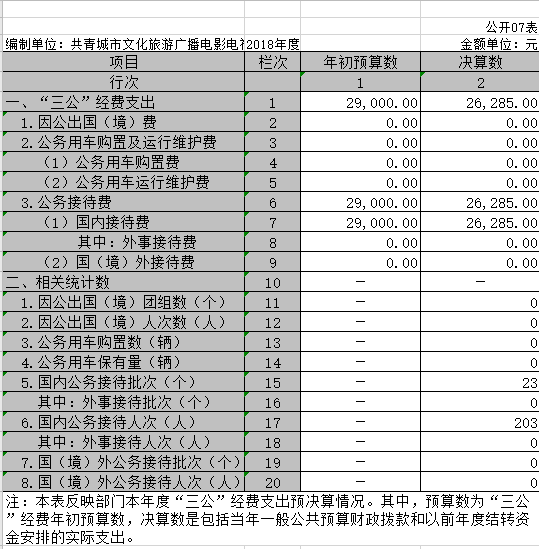 公开07表
编制单位：共青城市文化旅游广播电影电视 2018年度 金额单位：元
项目 栏次 年初预算数 决算数
行次 1 2
一、“三公”经费支出 1 29,000.00 26,285.00
1.因公出国（境）费 2 0.00 0.00
2.公务用车购置及运行维护费 3 0.00 0.00
（1）公务用车购置费 4 0.00 0.00
（2）公务用车运行维护费 5 0.00 0.00
3.公务接待费 6 29,000.00 26,285.00
（1）国内接待费 7 29,000.00 26,285.00
其中：外事接待费 8 0.00 0.00
（2）国（境）外接待费 9 0.00 0.00
二、相关统计数 10 — —
1.因公出国（境）团组数（个） 11 — 0
2.因公出国（境）人次数（人） 12 — 0
3.公务用车购置数（辆） 13 — 0
4.公务用车保有量（辆） 14 — 0
5.国内公务接待批次（个） 15 — 23
其中：外事接待批次（个） 16 — 0
6.国内公务接待人次（人） 17 — 203
其中：外事接待人次（人） 18 — 0
7.国（境）外公务接待批次（个） 19 — 0
8.国（境）外公务接待人次（人） 20 — 0
注：本表反映部门本年度“三公”经费支出预决算情况。其中，预算数为“三公
”经费年初预算数，决算数是包括当年一般公共预算财政拨款和以前年度结转资
金安排的实际支出。